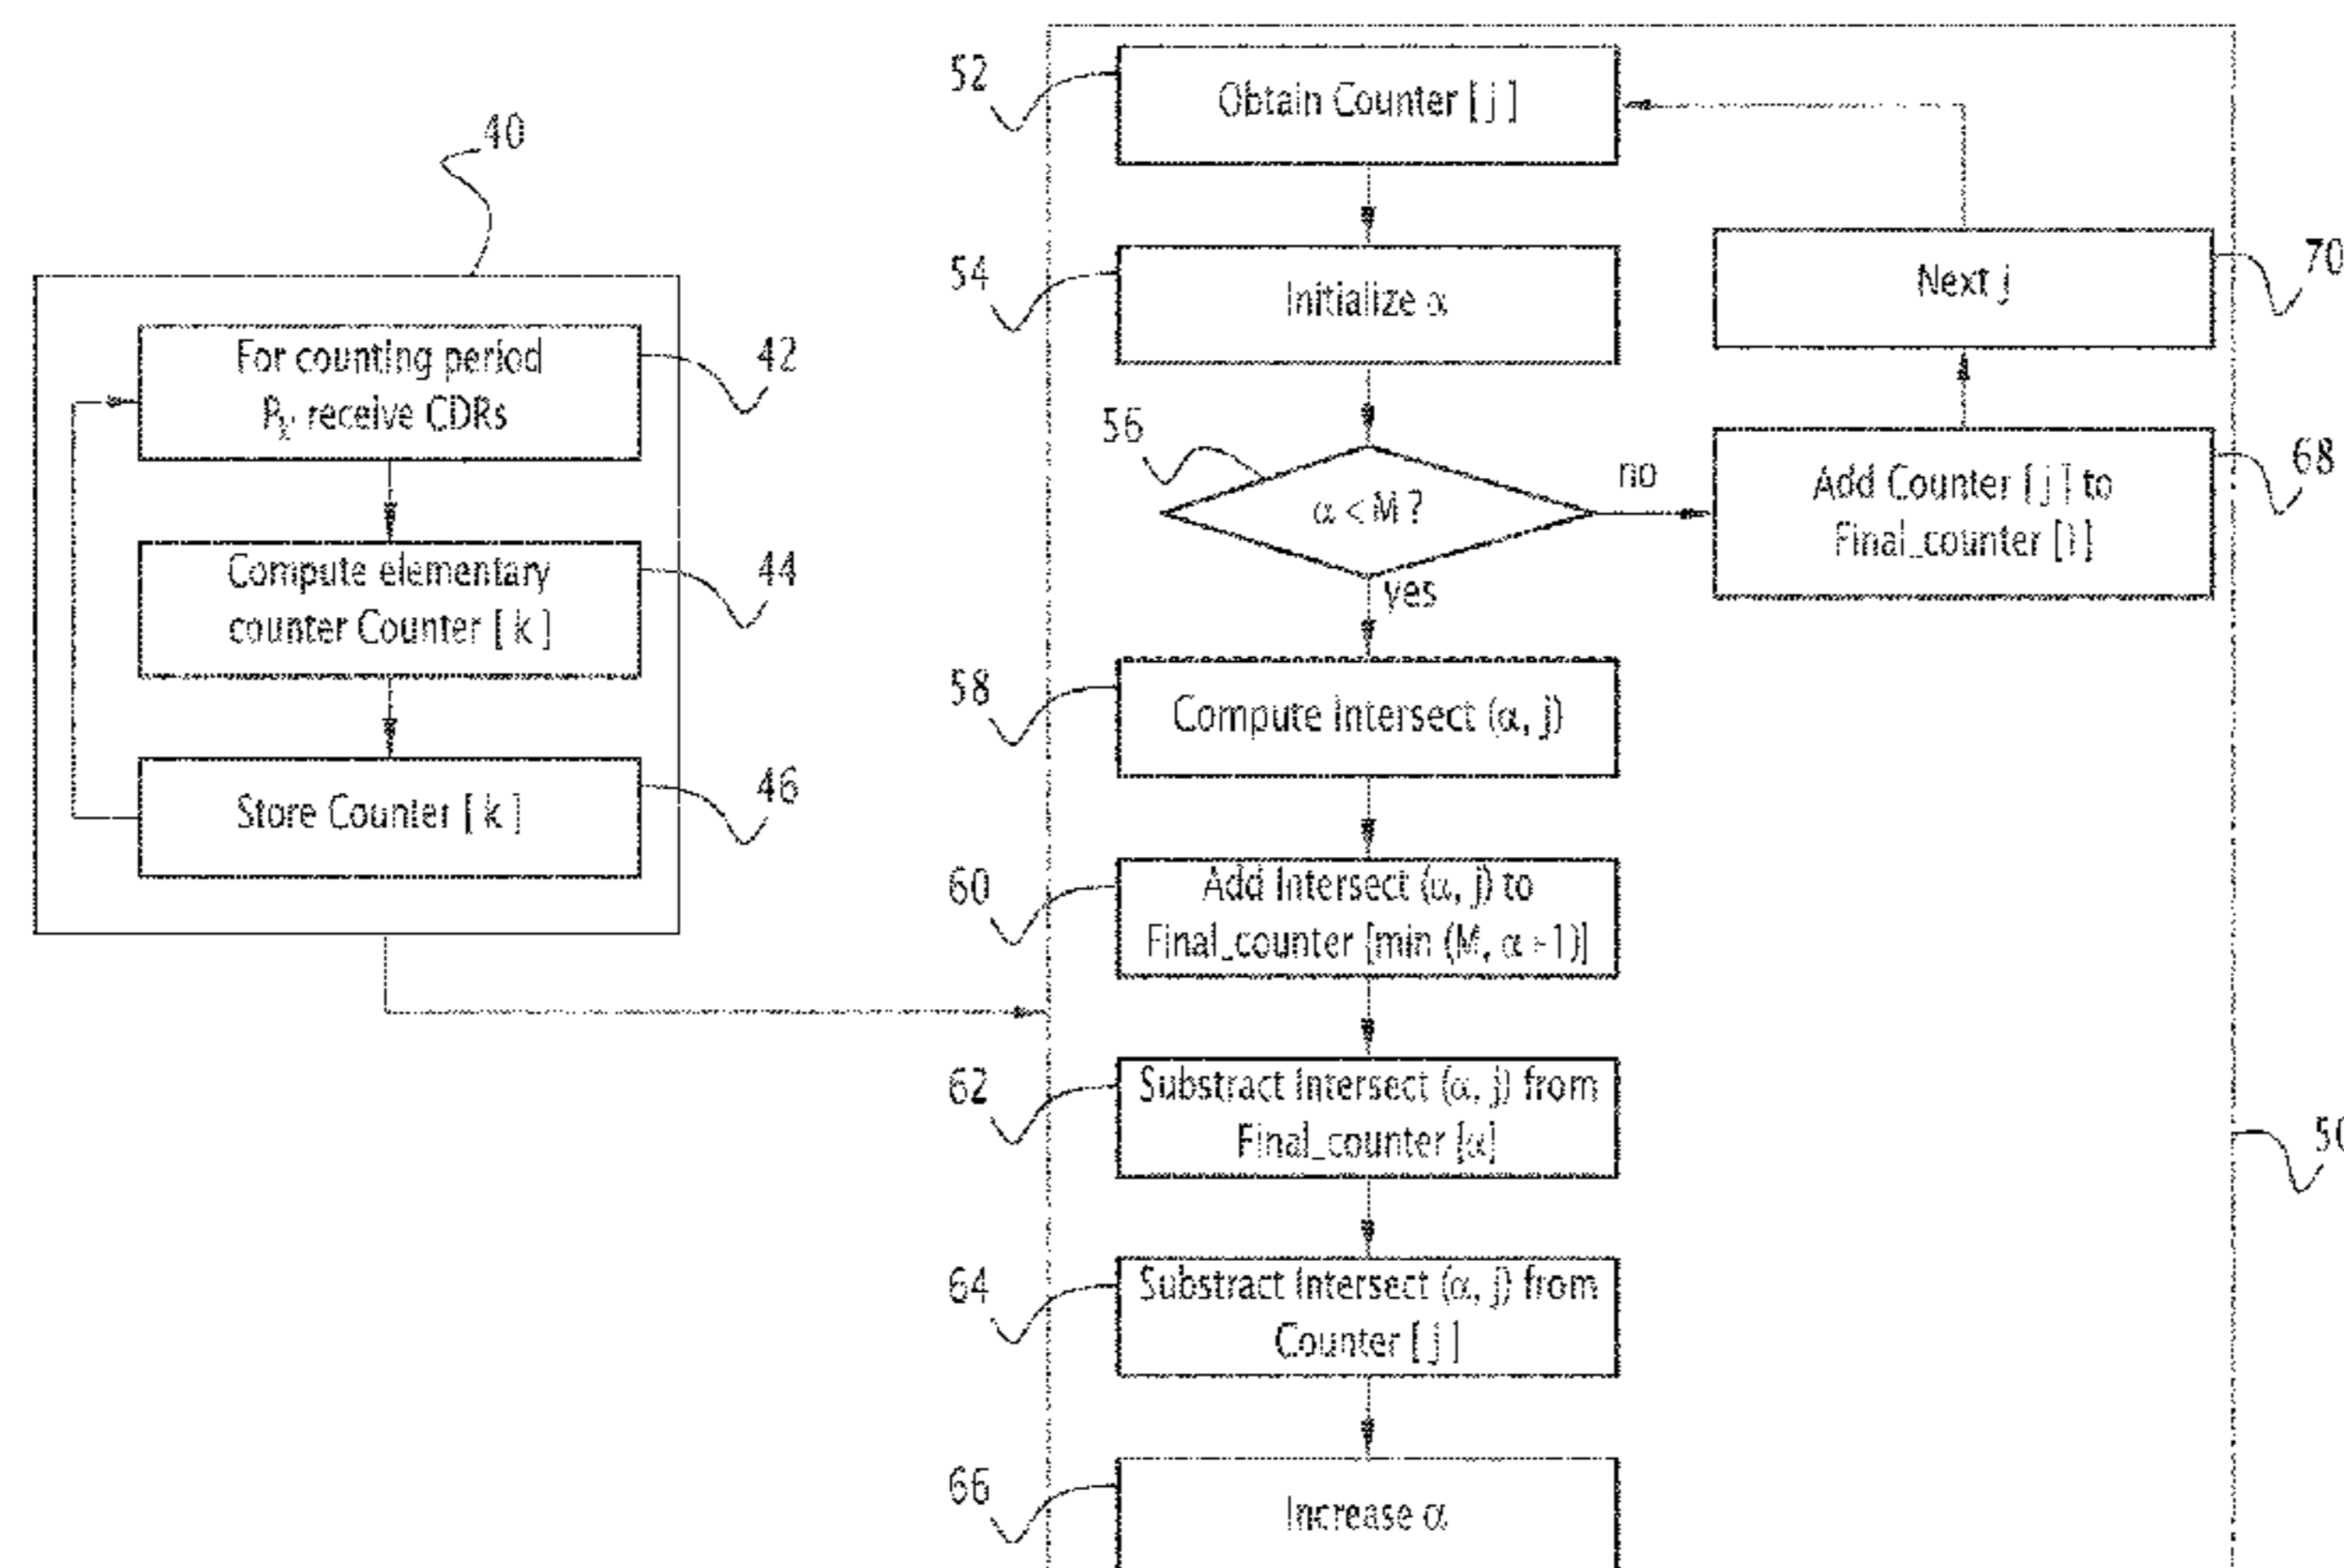 40
For counting period
Pk, receive CDRs
42
Compute elementary
counter Counter [ k ]
44
Store Counter [ k ]
46
52
Obtain Counter [ j ]
54
Initialize α
Next j
70
56
α < M ?
no
yes
Add Counter [ j ] to
Final_counter [1]
68
58
Compute Intersect (α, j)
60
Add Intersect (α, j) to
Final_counter [min (M, α +1)]
62
Substract Intersect (α, j) from
Final_counter [α]
50
64
Substract Intersect (α, j) from
Counter [ j ]
66
Increase α